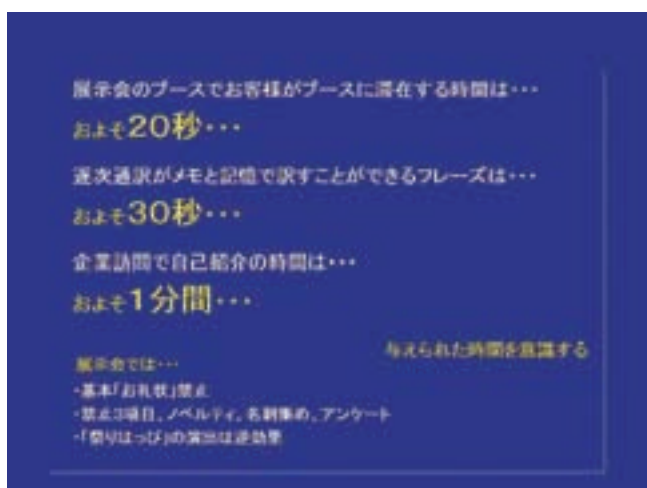 展示会のブースでお客様がブースに滞在する時間は・・・
およそ20秒・・・
逐次通訳がメモと記憶で訳すことができるフレーズは・・・
およそ30秒・・・
企業訪問で自己紹介の時間は・・・
およそ1分間・・・
与えられた時間を意識する
展示会では・・・
・基本「お礼状」禁止
・禁止3項目、ノベルティ、名刺集め、アンケート
・「祭りはっぴ」の演出は逆効果